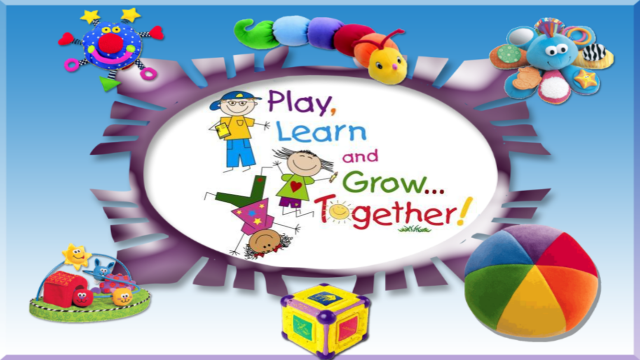 Play,
Learn
and
Grow...
Together!